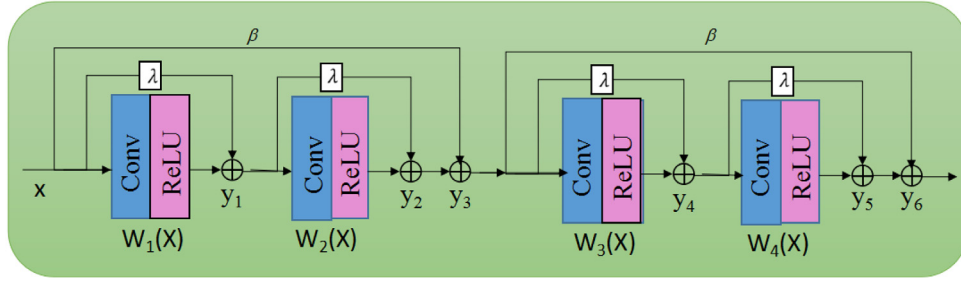 β β
λ λ λ λ
Conv ReLU Conv ReLU Conv ReLU Conv ReLU
x y₁ y₂ y₃ y₄ y₅ y₆
W₁(X) W₂(X) W₃(X) W₄(X)